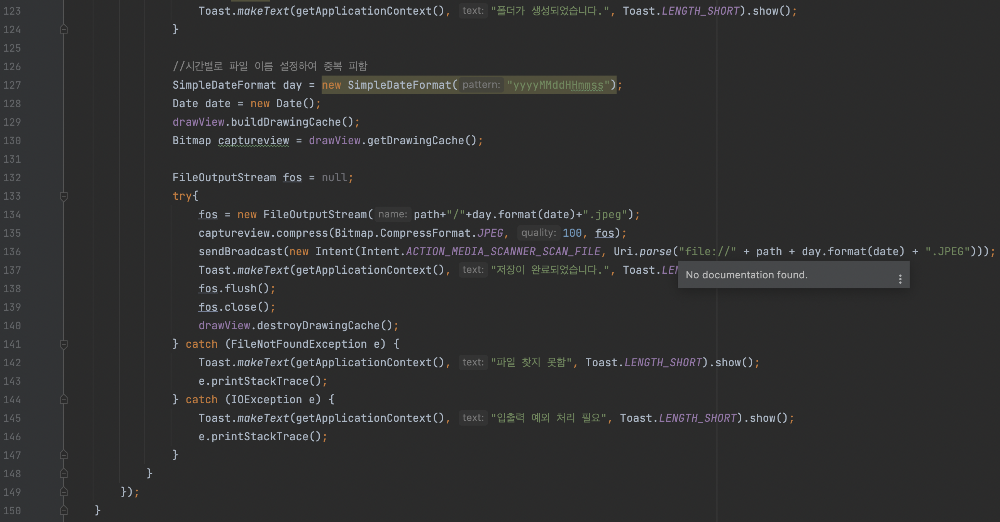 123 Toast.makeText(getApplicationContext(), text: "폴더가 생성되었습니다.", Toast.LENGTH_SHORT).show();
124 }
125
126 //시간별로 파일 이름 설정하여 중복 피함
127 SimpleDateFormat day = new SimpleDateFormat( pattern: "yyyyMMddHHmmss");
128 Date date = new Date();
129 drawView.buildDrawingCache();
130 Bitmap captureview = drawView.getDrawingCache();
131
132 FileOutputStream fos = null;
133 try{
134 fos = new FileOutputStream( name: path+"/"+day.format(date)+".jpeg");
135 captureview.compress(Bitmap.CompressFormat.JPEG, quality: 100, fos);
136 sendBroadcast(new Intent(Intent.ACTION_MEDIA_SCANNER_SCAN_FILE, Uri.parse("file://" + path + day.format(date) + ".JPEG")));
137 Toast.makeText(getApplicationContext(), text: "저장이 완료되었습니다.", Toast.LEN
No documentation found.
138 fos.flush();
139 fos.close();
140 drawView.destroyDrawingCache();
141 } catch (FileNotFoundException e) {
142 Toast.makeText(getApplicationContext(), text: "파일 찾지 못함", Toast.LENGTH_SHORT).show();
143 e.printStackTrace();
144 } catch (IOException e) {
145 Toast.makeText(getApplicationContext(), text: "입출력 예외 처리 필요", Toast.LENGTH_SHORT).show();
146 e.printStackTrace();
147 }
148 }
149 });
150 }